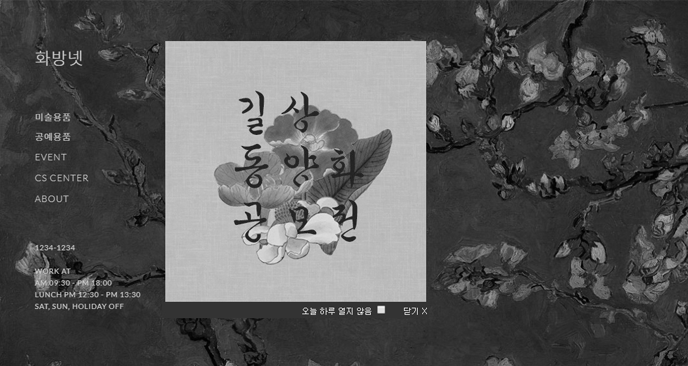 화방넷
미술용품
공예용품
EVENT
CS CENTER
ABOUT
1234-1234
WORK AT
AM 09:30 - PM 18:00
LUNCH PM 12:30 - PM 13:30
SAT, SUN, HOLIDAY OFF
길상
동양화
공모전
오늘 하루 열지 않음
닫기 X